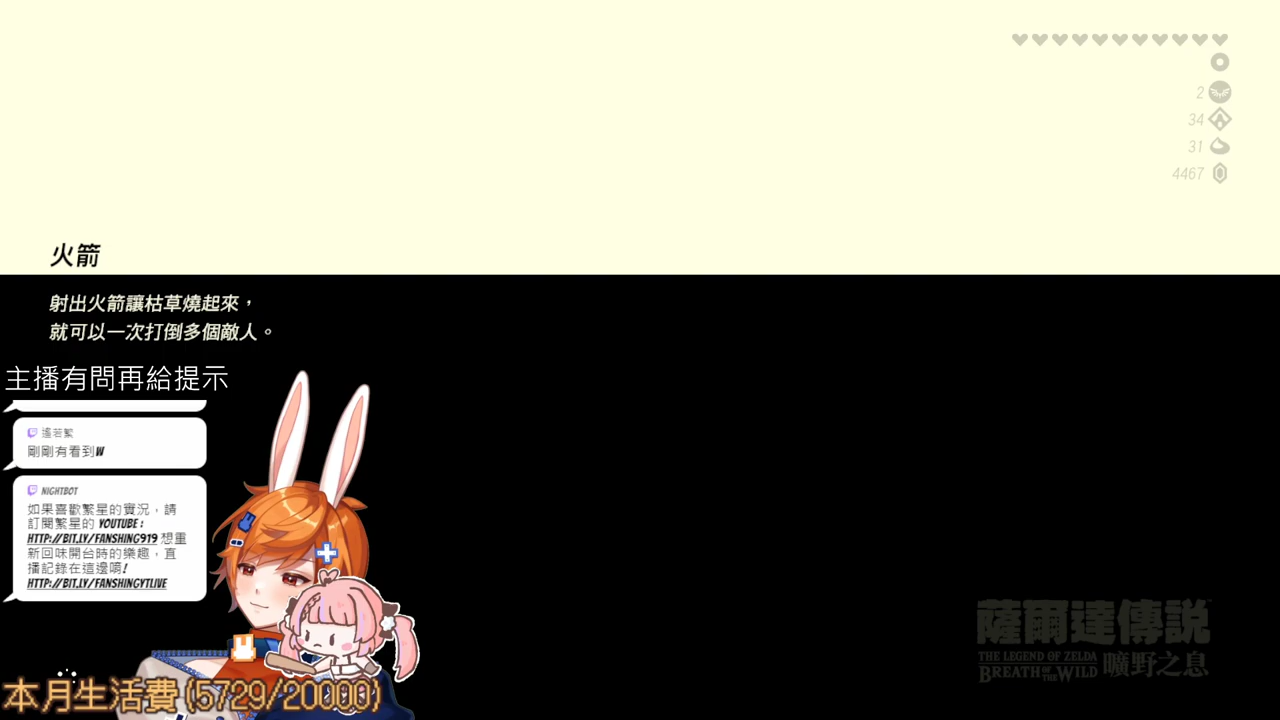 2
34
31
4467
火箭
射出火箭讓枯草燒起來，
就可以一次打倒多個敵人。
主播有問再給提示
遙若繁
剛剛有看到W
NIGHTBOT
如果喜歡繁星的實況，請
訂閱繁星的 YOUTUBE :
HTTP://BIT.LY/FANSHING919 想重
新回味開台時的樂趣，直
播記錄在這邊唷!
HTTP://BIT.LY/FANSHINGYTLIVE
薩爾達傳說
THE LEGEND OF ZELDA
BREATH OF THE WILD 曠野之息
本月生活費 (5729/20000)